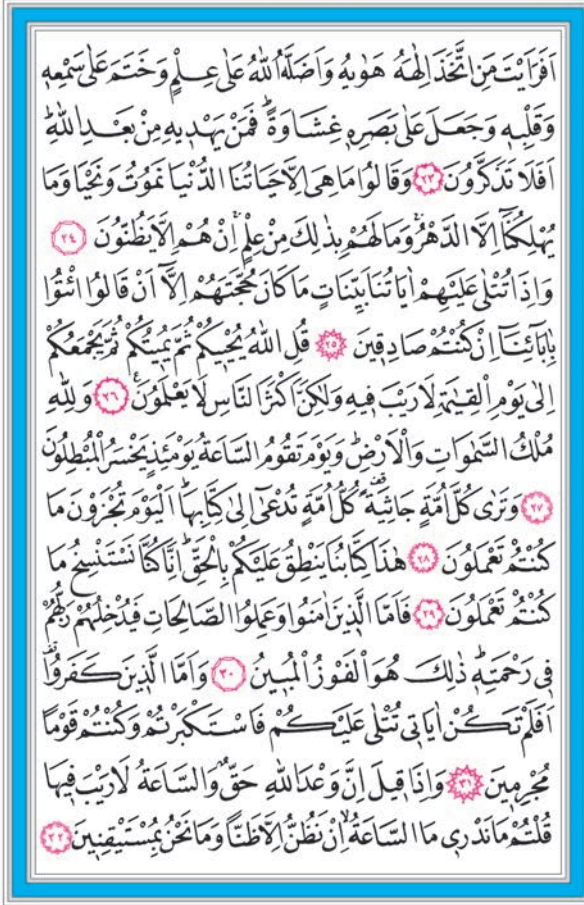 اَفَرَاَيْتَ مَنِ اتَّخَذَ اِلٰهَهُ هَوٰيهُ وَاَضَلَّهُ اللّٰهُ عَلٰى عِلْمٍ وَخَتَمَ عَلٰى سَمْعِه۪
وَقَلْبِه۪ وَجَعَلَ عَلٰى بَصَرِه۪ غِشَاوَةًۜ فَمَنْ يَهْد۪يهِ مِنْ بَعْدِ اللّٰهِۜ
اَفَلَا تَذَكَّرُونَ ﴿٢٣﴾ وَقَالُوا مَا هِيَ اِلَّا حَيَاتُنَا الدُّنْيَا نَمُوتُ وَنَحْيَا وَمَا
يُهْلِكُنَٓا اِلَّا الدَّهْرُۚ وَمَا لَهُمْ بِذٰلِكَ مِنْ عِلْمٍۚ اِنْ هُمْ اِلَّا يَظُنُّونَ ﴿٢٤﴾
وَاِذَا تُتْلٰى عَلَيْهِمْ اٰيَاتُنَا بَيِّنَاتٍ مَا كَانَ حُجَّتَهُمْ اِلَّٓا اَنْ قَالُوا ائْتُوا
بِاٰبَٓائِنَٓا اِنْ كُنْتُمْ صَادِق۪ينَ ﴿٢٥﴾ قُلِ اللّٰهُ يُحْي۪يكُمْ ثُمَّ يُم۪يتُكُمْ ثُمَّ يَجْمَعُكُمْ
اِلٰى يَوْمِ الْقِيٰمَةِ لَا رَيْبَ ف۪يهِ وَلٰكِنَّ اَكْثَرَ النَّاسِ لَا يَعْلَمُونَ۟ ﴿٢٦﴾ وَلِلّٰهِ
مُلْكُ السَّمٰوَاتِ وَالْاَرْضِۜ وَيَوْمَ تَقُومُ السَّاعَةُ يَوْمَئِذٍ يَخْسَرُ الْمُبْطِلُونَ
﴿٢٧﴾ وَتَرٰى كُلَّ اُمَّةٍ جَاثِيَةً۠ كُلُّ اُمَّةٍ تُدْعٰٓى اِلٰى كِتَابِهَاۜ اَلْيَوْمَ تُجْزَوْنَ مَا
كُنْتُمْ تَعْمَلُونَ ﴿٢٨﴾ هٰذَا كِتَابُنَا يَنْطِقُ عَلَيْكُمْ بِالْحَقِّۜ اِنَّا كُنَّا نَسْتَنْسِخُ مَا
كُنْتُمْ تَعْمَلُونَ ﴿٢٩﴾ فَاَمَّا الَّذ۪ينَ اٰمَنُوا وَعَمِلُوا الصَّالِحَاتِ فَيُدْخِلُهُمْ رَبُّهُمْ
ف۪ي رَحْمَتِه۪ۜ ذٰلِكَ هُوَ الْفَوْزُ الْمُب۪ينُ ﴿٣٠﴾ وَاَمَّا الَّذ۪ينَ كَفَرُوا۠
اَفَلَمْ تَكُنْ اٰيَات۪ي تُتْلٰى عَلَيْكُمْ فَاسْتَكْبَرْتُمْ وَكُنْتُمْ قَوْمًا
مُجْرِم۪ينَ ﴿٣١﴾ وَاِذَا ق۪يلَ اِنَّ وَعْدَ اللّٰهِ حَقٌّ وَالسَّاعَةُ لَا رَيْبَ ف۪يهَا
قُلْتُمْ مَا نَدْر۪ي مَا السَّاعَةُۙ اِنْ نَظُنُّ اِلَّا ظَنًّا وَمَا نَحْنُ بِمُسْتَيْقِن۪ينَ ﴿٣٢﴾